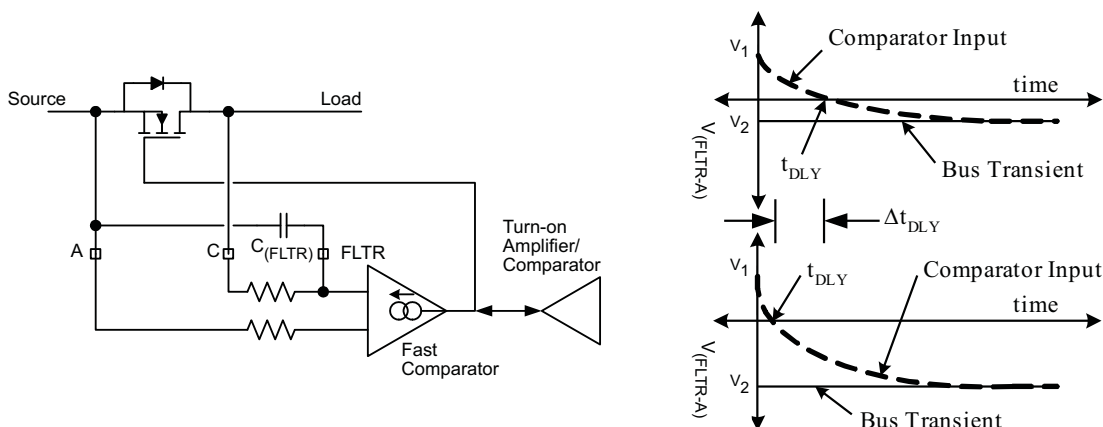 Source
Load
A
C
C(FLTR)
FLTR
Fast
Comparator
Turn-on
Amplifier/
Comparator
V1
Comparator Input
time
V2
V(FLTR-A)
tDLY
Bus Transient
ΔtDLY
V1
tDLY
Comparator Input
time
V(FLTR-A)
V2
Bus Transient